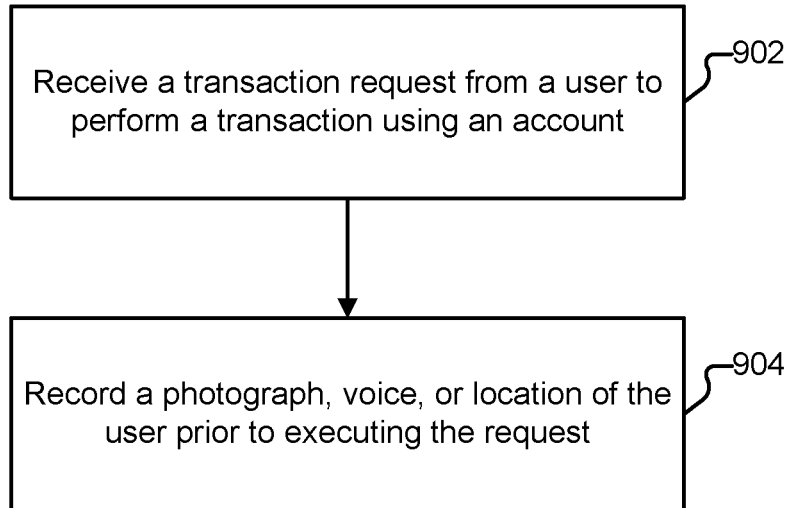 902
Receive a transaction request from a user to
perform a transaction using an account
904
Record a photograph, voice, or location of the
user prior to executing the request